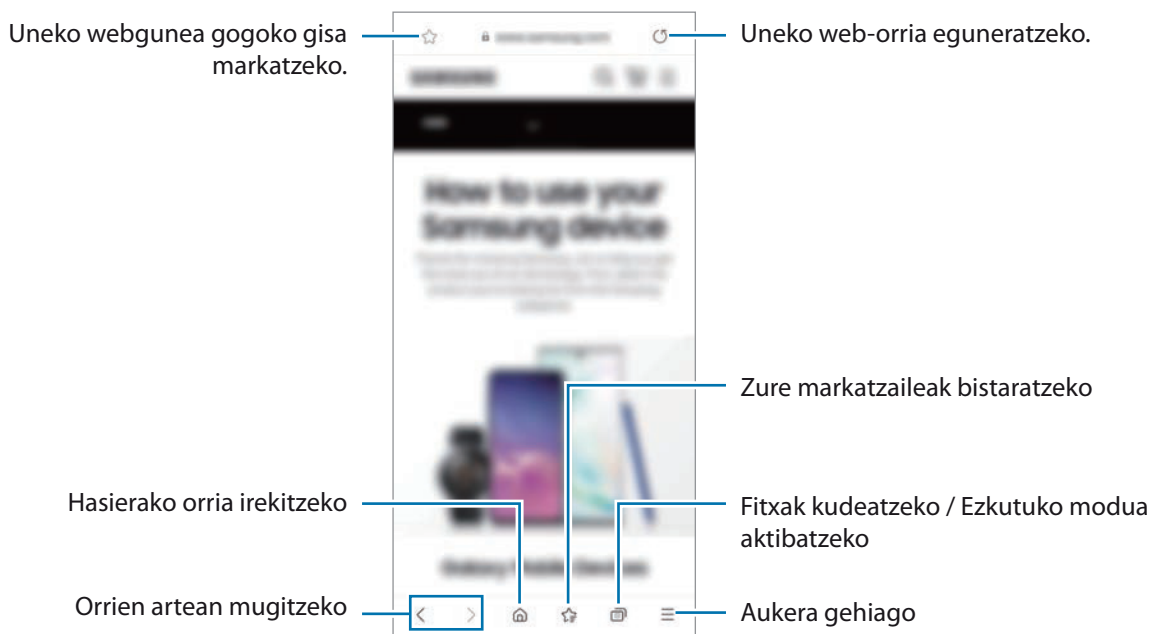 Uneko webgunea gogoko gisa
markatzeko.
Uneko web-orria eguneratzeko.
www.samsung.com
SAMSUNG
How to use your
Samsung device
Zure markatzaileak bistaratzeko
Hasierako orria irekitzeko
Fitxak kudeatzeko / Ezkutuko modua
aktibatzeko
Galaxy Mobile Devices
Orrien artean mugitzeko
Aukera gehiago